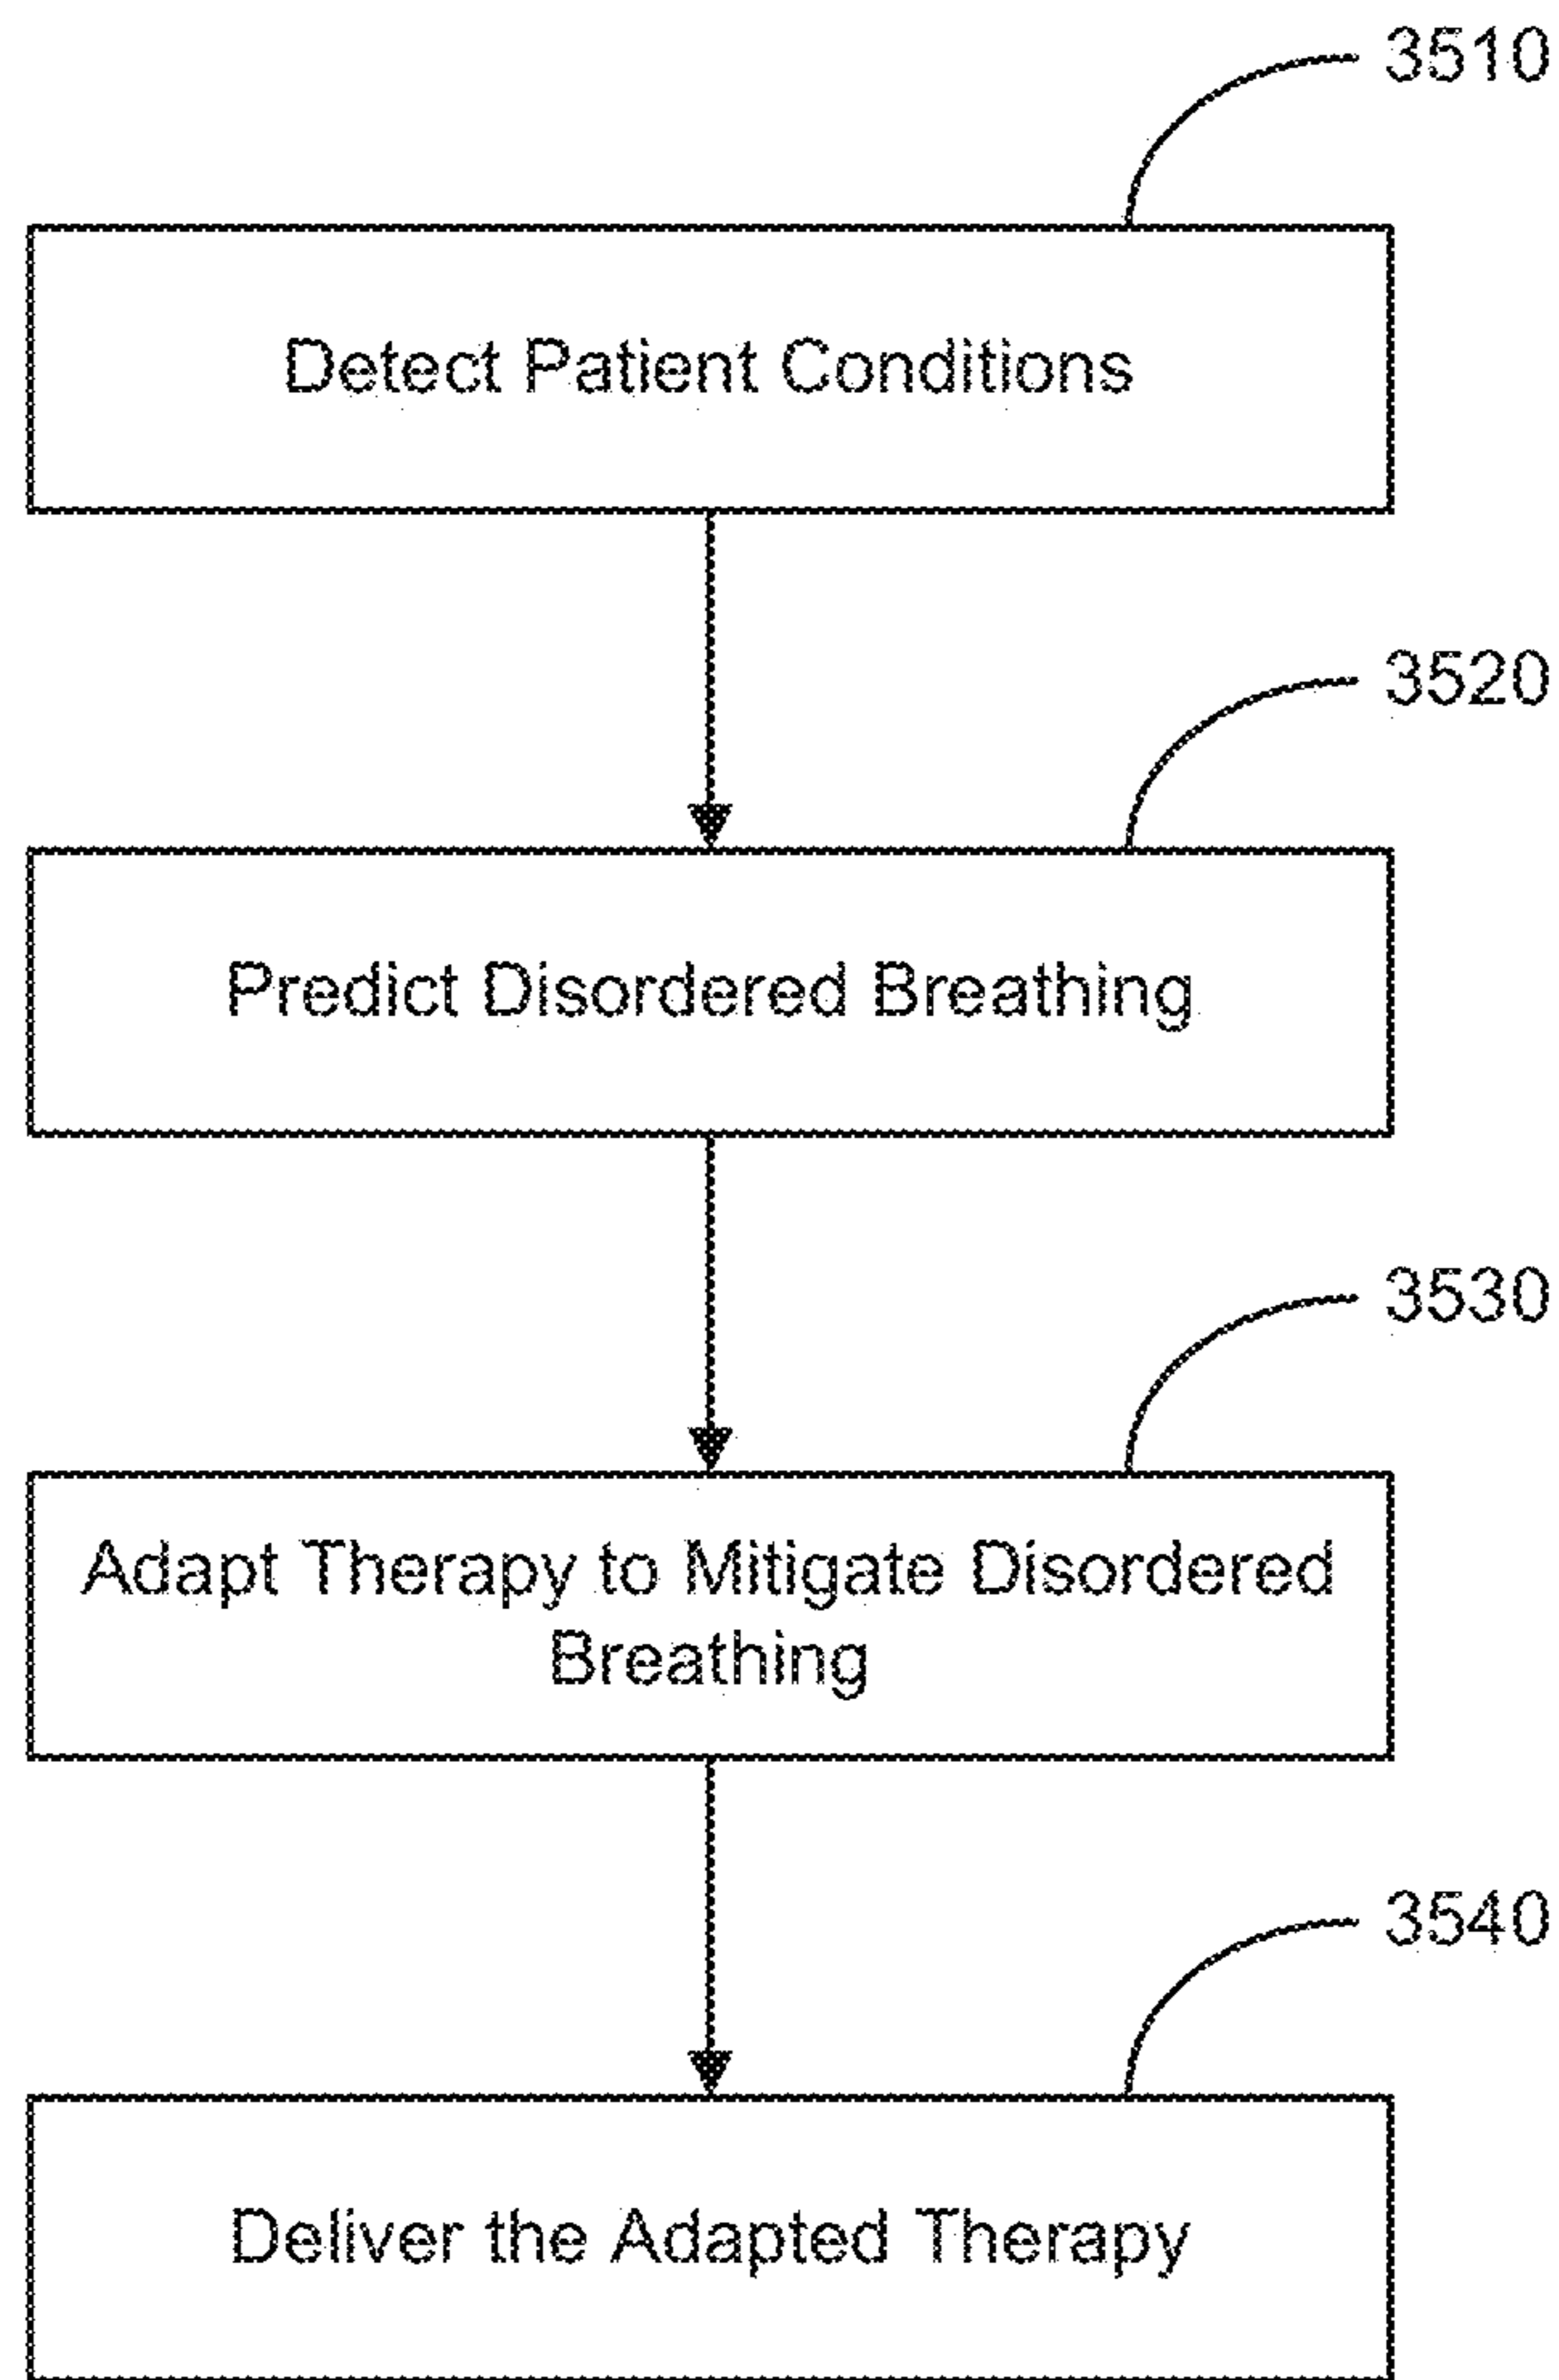 3510
Detect Patient Conditions
3520
Predict Disordered Breathing
3530
Adapt Therapy to Mitigate Disordered
Breathing
3540
Deliver the Adapted Therapy